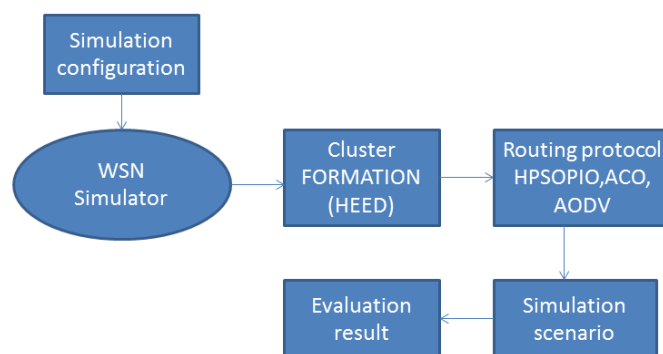 Simulation
configuration
WSN
Simulator
Cluster
FORMATION
(HEED)
Routing protocol
HPSOPIO,ACO,
AODV
Evaluation
result
Simulation
scenario